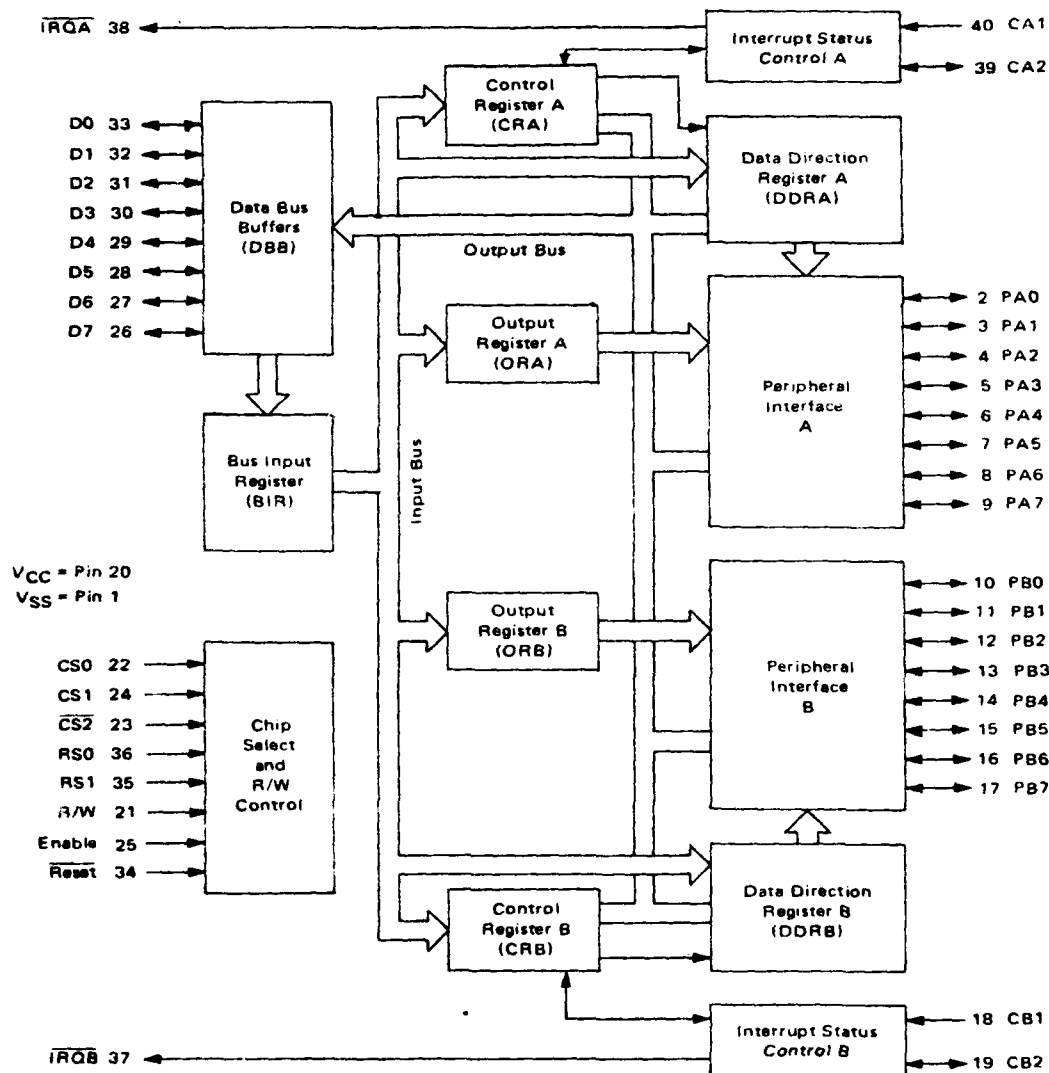 IRQA 38
Interrupt Status
Control A
40 CA1
39 CA2
Control
Register A
(CRA)
D0 33
D1 32
D2 31
D3 30
D4 29
D5 28
D6 27
D7 26
Data Bus
Buffers
(DBB)
Data Direction
Register A
(DDRA)
Output Bus
Output
Register A
(ORA)
Peripheral
Interface
A
2 PA0
3 PA1
4 PA2
5 PA3
6 PA4
7 PA5
8 PA6
9 PA7
Bus Input
Register
(BIR)
Input Bus
VCC = Pin 20
VSS = Pin 1
Output
Register B
(ORB)
Peripheral
Interface
B
10 PB0
11 PB1
12 PB2
13 PB3
14 PB4
15 PB5
16 PB6
17 PB7
CS0 22
CS1 24
CS2 23
RS0 36
RS1 35
R/W 21
Enable 25
Reset 34
Chip
Select
and
R/W
Control
Control
Register B
(CRB)
Data Direction
Register B
(DDRB)
Interrupt Status
Control B
18 CB1
19 CB2
IRQB 37